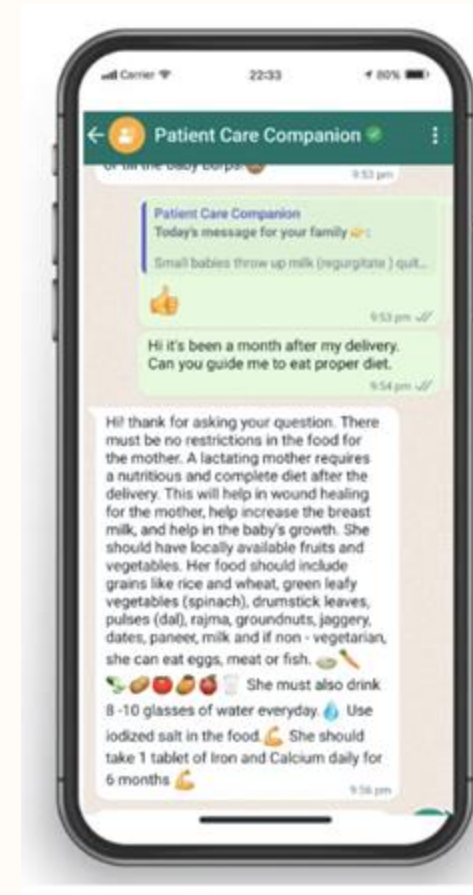 Carrier
22:33
80%
Patient Care Companion
or till the baby burps!
9:53 pm
Patient Care Companion
Today's message for your family 👉:
Small babies throw up milk (regurgitate ) quit...
👍
9:53 pm
Hi it's been a month after my delivery.
Can you guide me to eat proper diet.
9:54 pm
Hi! thank for asking your question. There
must be no restrictions in the food for
the mother. A lactating mother requires
a nutritious and complete diet after the
delivery. This will help in wound healing
for the mother, help increase the breast
milk, and help in the baby's growth. She
should have locally available fruits and
vegetables. Her food should include
grains like rice and wheat, green leafy
vegetables (spinach), drumstick leaves,
pulses (dal), rajma, groundnuts, jaggery,
dates, paneer, milk and if non - vegetarian,
she can eat eggs, meat or fish. 🍚🥕
🥬🥔🍅🥭🍎🥛 She must also drink
8 -10 glasses of water everyday.💧 Use
iodized salt in the food.💪 She should
take 1 tablet of Iron and Calcium daily for
6 months 💪
9:56 pm